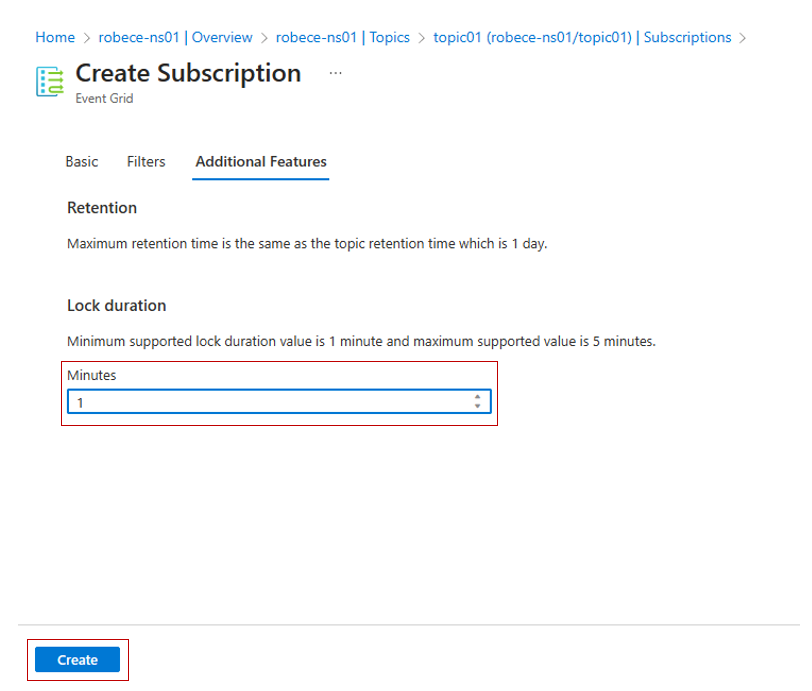 Home > robece-ns01 | Overview > robece-ns01 | Topics > topic01 (robece-ns01/topic01) | Subscriptions >
Create Subscription ...
Event Grid
Basic Filters Additional Features
Retention
Maximum retention time is the same as the topic retention time which is 1 day.
Lock duration
Minimum supported lock duration value is 1 minute and maximum supported value is 5 minutes.
Minutes
1
Create